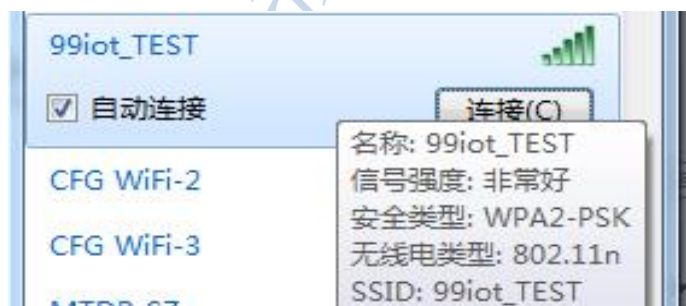 99iot_TEST
自动连接
连接(C)
名称: 99iot_TEST
CFG WiFi-2
信号强度: 非常好
安全类型: WPA2-PSK
CFG WiFi-3
无线电类型: 802.11n
SSID: 99iot_TEST